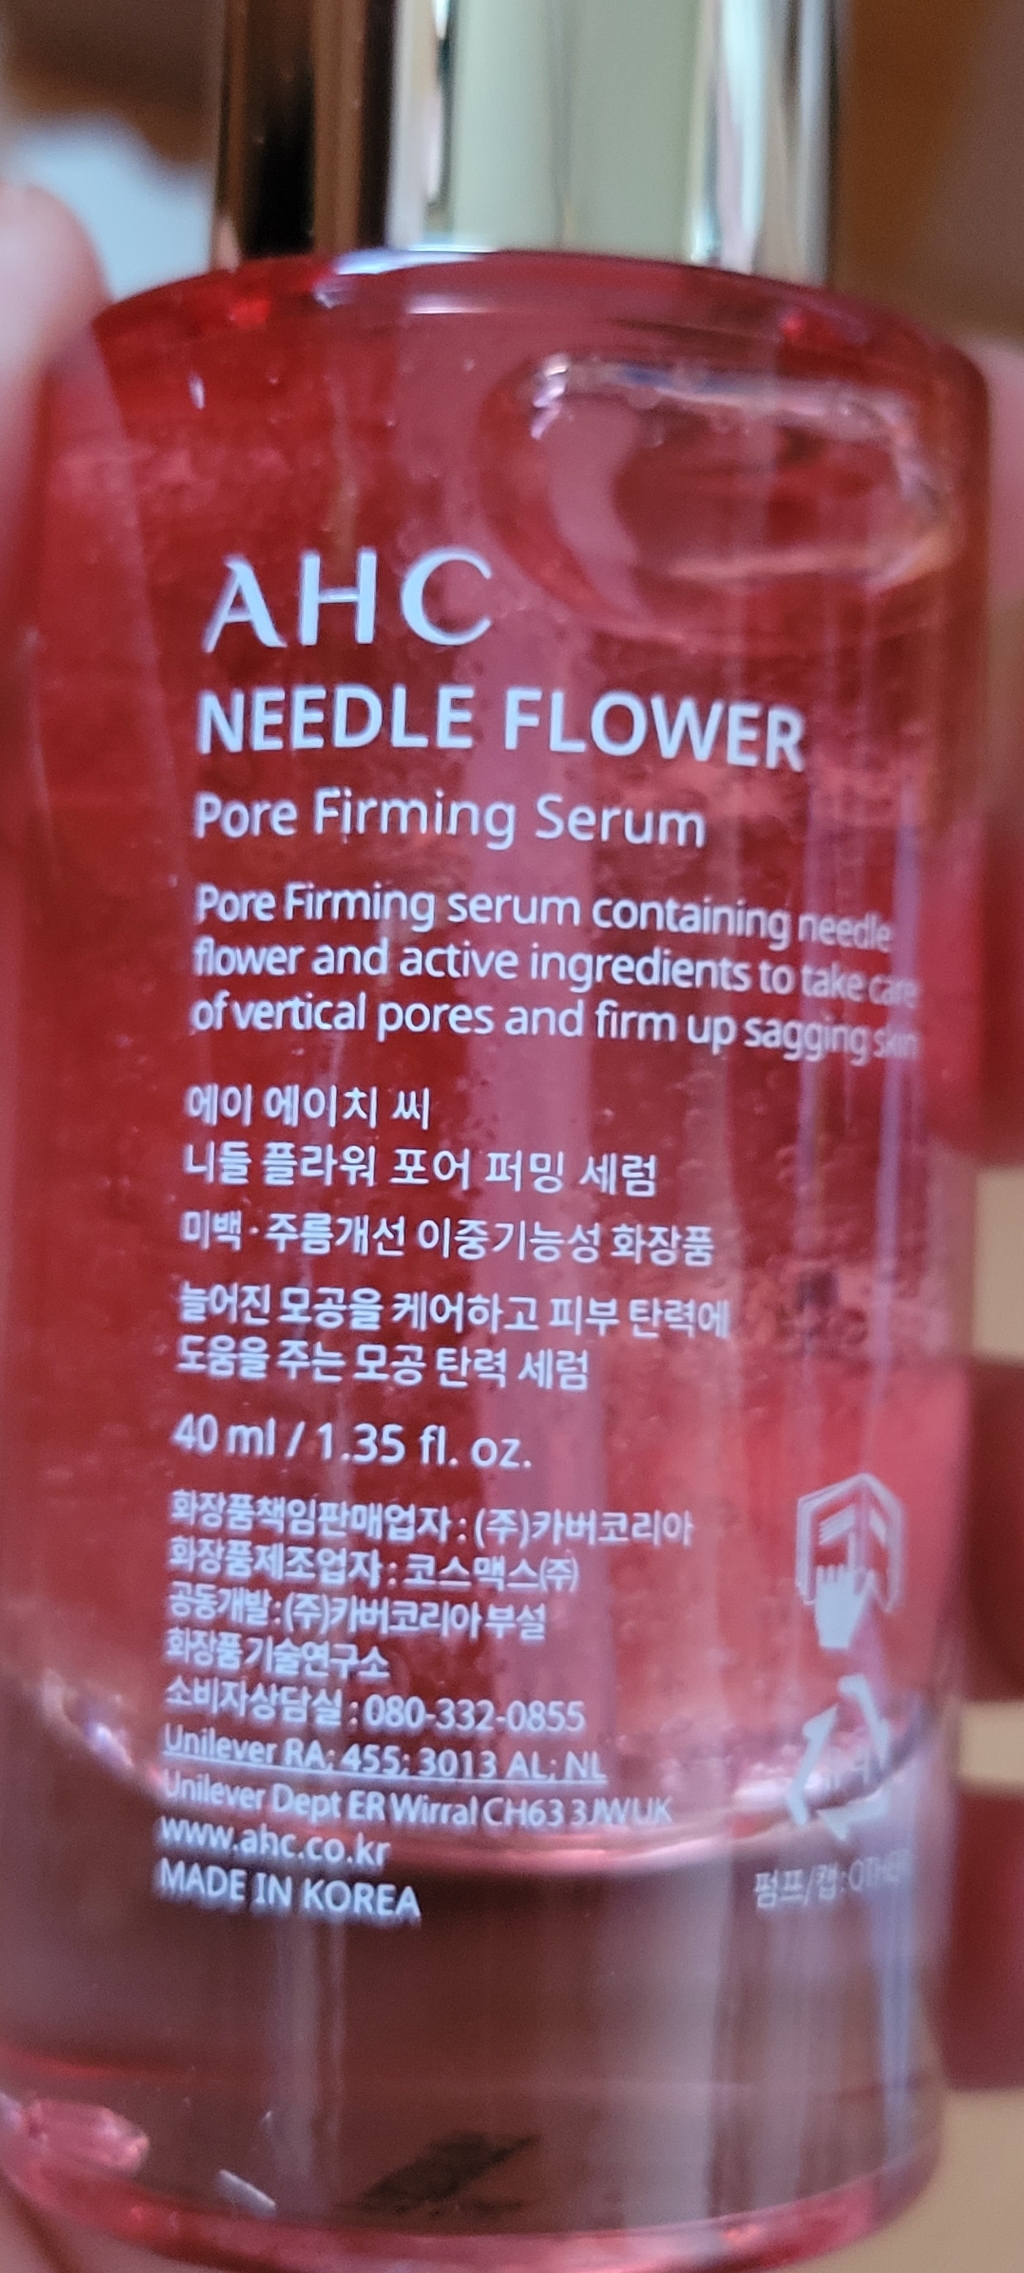 AHC
NEEDLE FLOWER
Pore Firming Serum
Pore Firming serum containing needle
flower and active ingredients to take care
of vertical pores and firm up sagging skin
에이 에이치 씨
니들 플라워 포어 퍼밍 세럼
미백·주름개선 이중기능성 화장품
늘어진 모공을 케어하고 피부 탄력에
도움을 주는 모공 탄력 세럼
40 ml / 1.35 fl. oz.
화장품책임판매업자 : (주)카버코리아
화장품제조업자 : 코스맥스(주)
공동개발 : (주)카버코리아 부설
화장품 기술연구소
소비자상담실 : 080-332-0855
Unilever RA; 455; 3013 AL; NL
Unilever Dept ER Wirral CH63 3JW UK
www.ahc.co.kr
MADE IN KOREA
펌프/캡 : OTHER